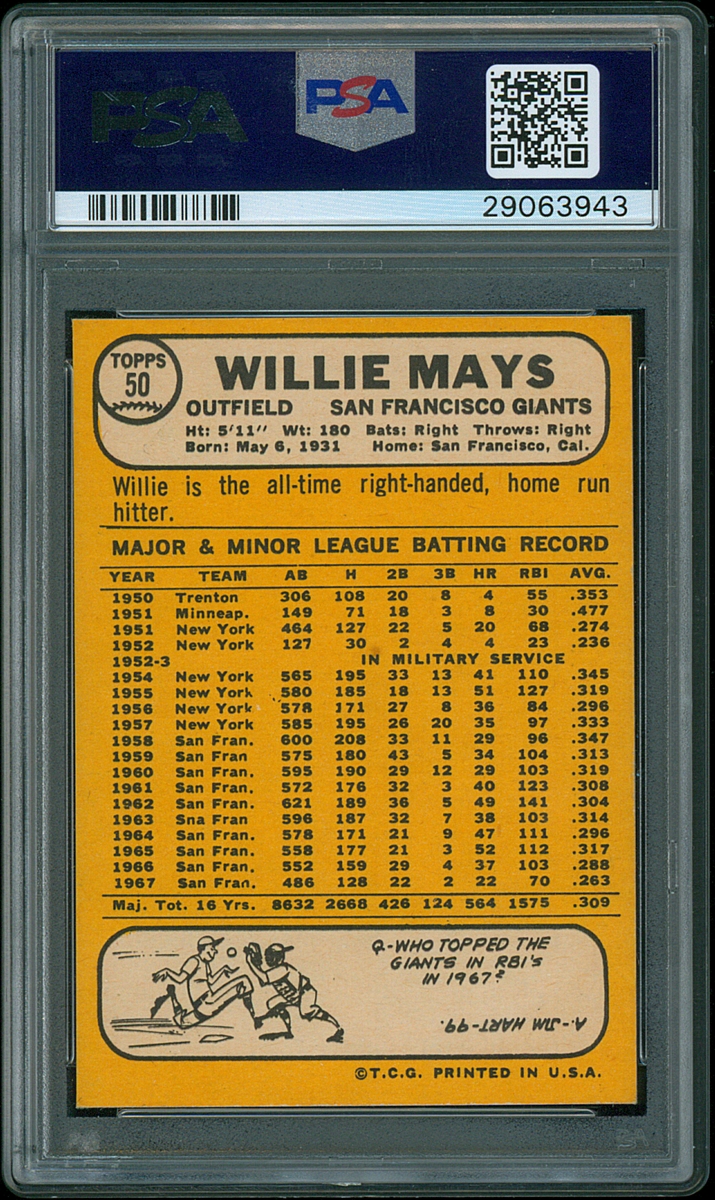 PSA
PSA
29063943
TOPPS
50
WILLIE MAYS
OUTFIELD SAN FRANCISCO GIANTS
Ht: 5'11" Wt: 180 Bats: Right Throws: Right
Born: May 6, 1931 Home: San Francisco, Cal.
Willie is the all-time right-handed, home run
hitter.
MAJOR & MINOR LEAGUE BATTING RECORD
YEAR TEAM AB H 2B 3B HR RBI AVG.
1950 Trenton 306 108 20 8 4 55 .353
1951 Minneap. 149 71 18 3 8 30 .477
1951 New York 464 127 22 5 20 68 .274
1952 New York 127 30 2 4 4 23 .236
1952-3 IN MILITARY SERVICE
1954 New York 565 195 33 13 41 110 .345
1955 New York 580 185 18 13 51 127 .319
1956 New York 578 171 27 8 36 84 .296
1957 New York 585 195 26 20 35 97 .333
1958 San Fran. 600 208 33 11 29 96 .347
1959 San Fran 575 180 43 5 34 104 .313
1960 San Fran. 595 190 29 12 29 103 .319
1961 San Fran. 572 176 32 3 40 123 .308
1962 San Fran. 621 189 36 5 49 141 .304
1963 Sna Fran 596 187 32 7 38 103 .314
1964 San Fran. 578 171 21 9 47 111 .296
1965 San Fran. 558 177 21 3 52 112 .317
1966 San Fran. 552 159 29 4 37 103 .288
1967 San Fran. 486 128 22 2 22 70 .263
Maj. Tot. 16 Yrs. 8632 2668 426 124 564 1575 .309
Q-WHO TOPPED THE
GIANTS IN RBI'S
IN 1967?
A-JIM HART-99.
©T.C.G. PRINTED IN U.S.A.